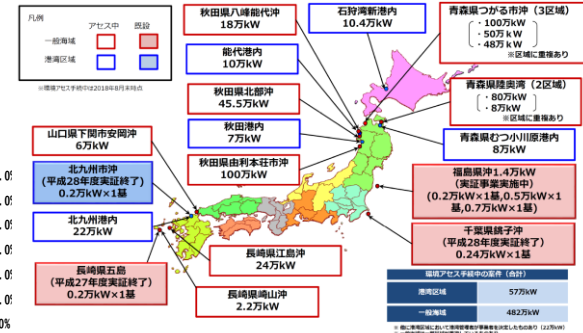 凡例
アセス中
既設
一般海域
港湾区域
※環境アセス手続中は2018年8月末時点
秋田県八峰能代沖
18万kW
能代港内
10万kW
秋田県北部沖
45.5万kW
秋田港内
7万kW
秋田県由利本荘市沖
100万kW
石狩湾新港内
10.4万kW
青森県つがる市沖（3区域）
・100万kW
・50万kW
・48万kW
※区域に重複あり
青森県陸奥湾（2区域）
・80万kW
・8万kW
※区域に重複あり
青森県むつ小川原港内
8万kW
福島県沖1.4万kW
（実証事業実施中）
(0.2万kW×1基,0.5万kW×1
基,0.7万kW×1基)
千葉県銚子沖
（平成28年度実証終了）
0.24万kW×1基
山口県下関市安岡沖
6万kW
北九州市沖
（平成28年度実証終了）
0.2万kW×1基
北九州港内
22万kW
長崎県五島
（平成27年度実証終了）
0.2万kW×1基
長崎県江島沖
24万kW
長崎県崎山沖
2.2万kW
環境アセス手続中の案件（合計）
港湾区域
57万kW
一般海域
482万kW